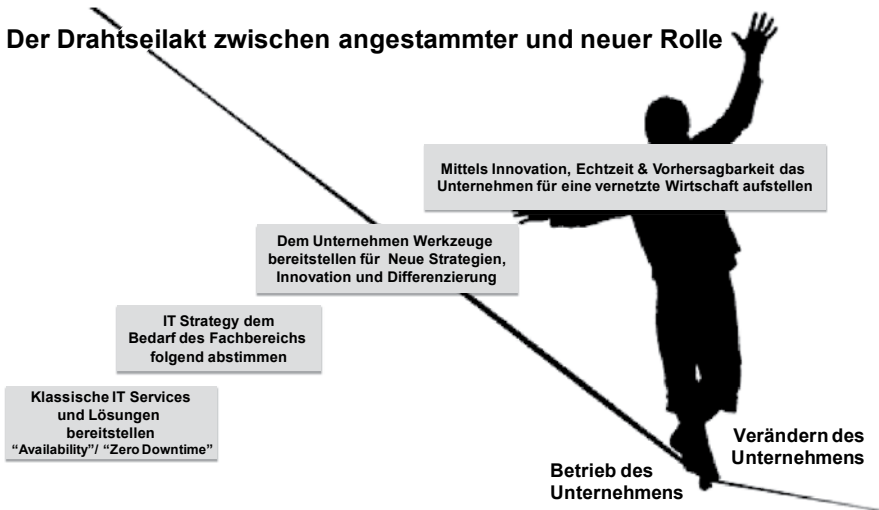 Der Drahtseilakt zwischen angestammter und neuer Rolle
Mittels Innovation, Echtzeit & Vorhersagbarkeit das
Unternehmen für eine vernetzte Wirtschaft aufstellen
Dem Unternehmen Werkzeuge
bereitstellen für Neue Strategien,
Innovation und Differenzierung
IT Strategy dem
Bedarf des Fachbereichs
folgend abstimmen
Klassische IT Services
und Lösungen
bereitstellen
“Availability”/ “Zero Downtime”
Betrieb des
Unternehmens
Verändern des
Unternehmens